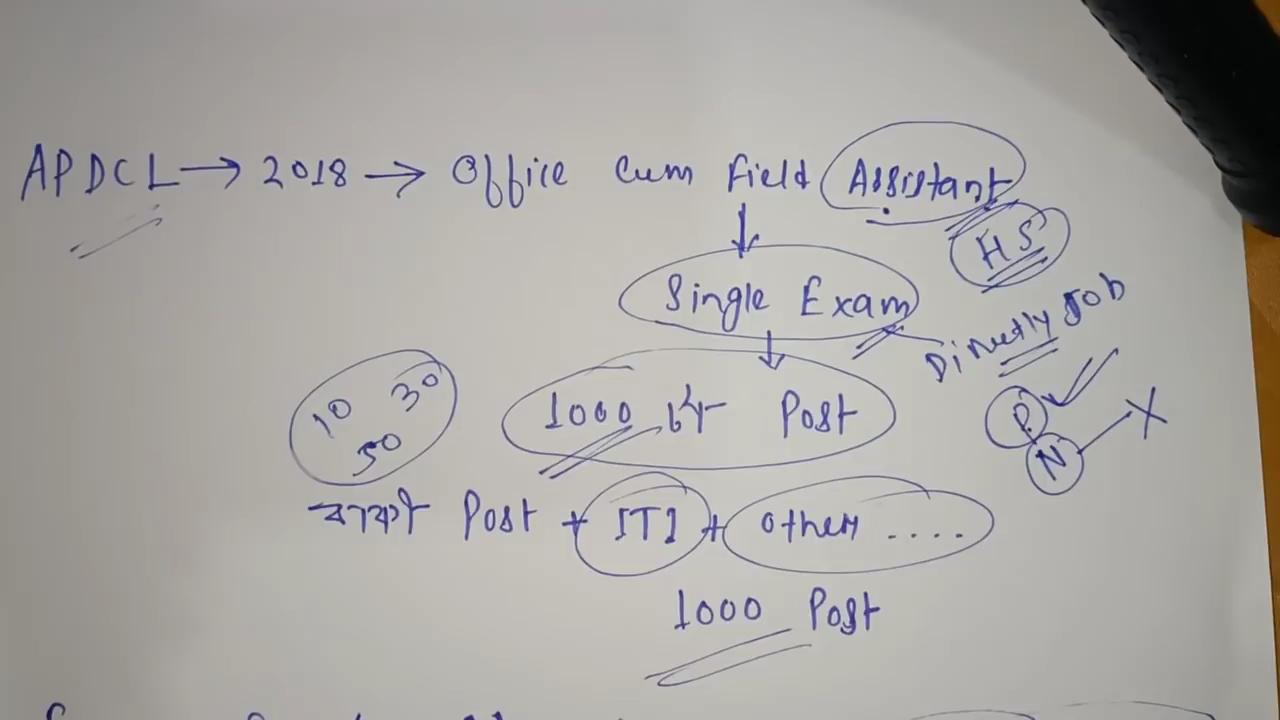 APDCL → 2018 → Office Cum Field Assistant
HS
Single Exam
Directly Job
10 30
50
1000 Post
P
N X
Post + ITI + Other ....
1000 Post